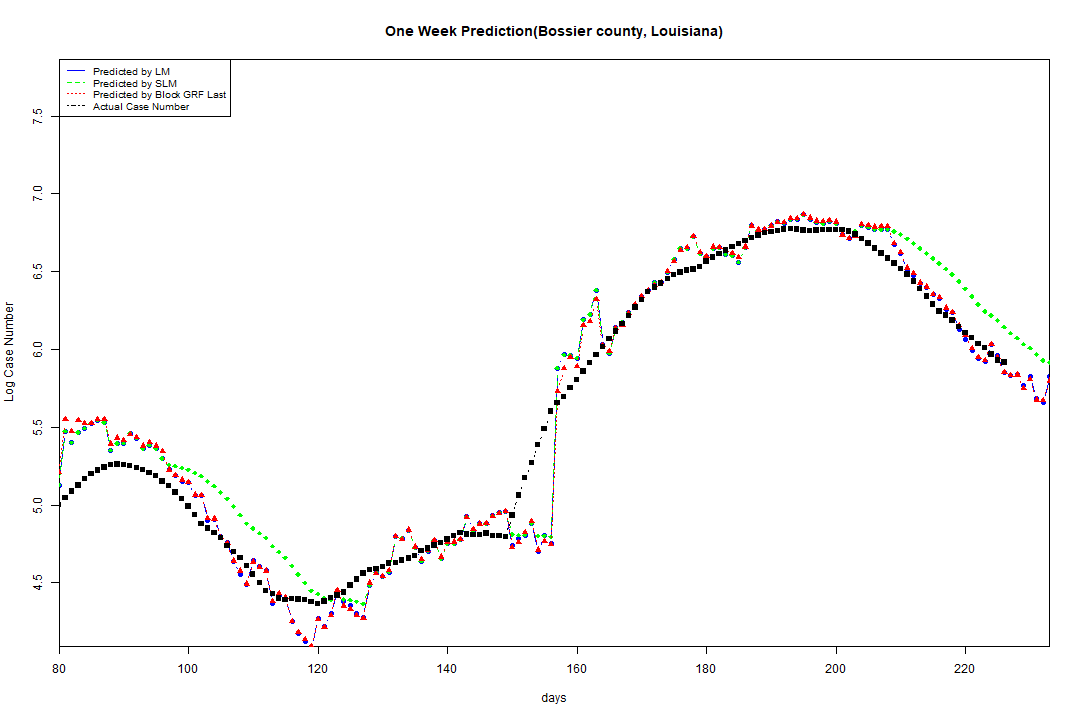 One Week Prediction(Bossier county, Louisiana)
Predicted by LM
Predicted by SLM
Predicted by Block GRF Last
Actual Case Number
Log Case Number
7.5
7.0
6.5
6.0
5.5
5.0
4.5
80 100 120 140 160 180 200 220
days